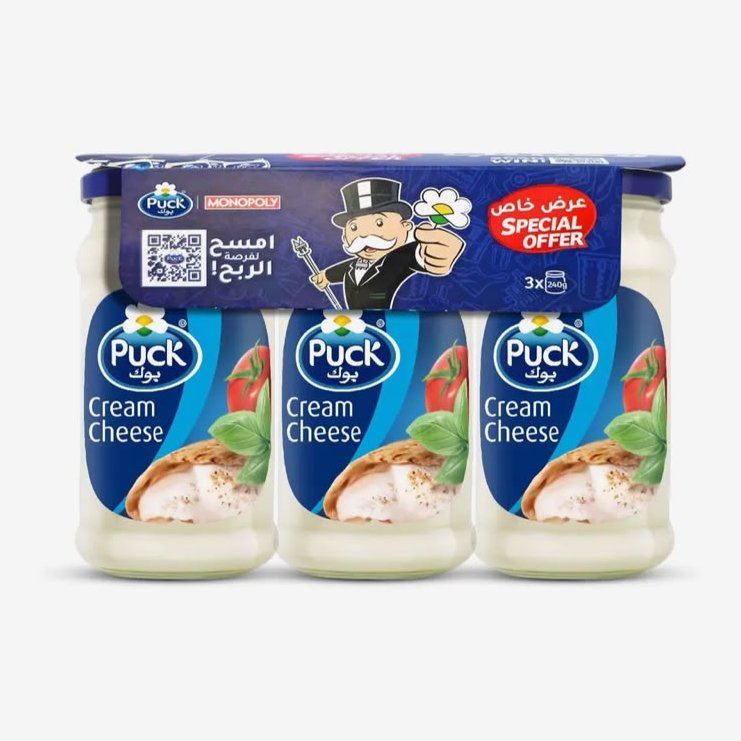 Puck
بوك
MONOPOLY
امسح
لفرصة
الربح!
Puck
عرض خاص
SPECIAL
OFFER
3x 240g
Puck
بوك
Cream
Cheese
Puck
بوك
Cream
Cheese
Puck
بوك
Cream
Cheese